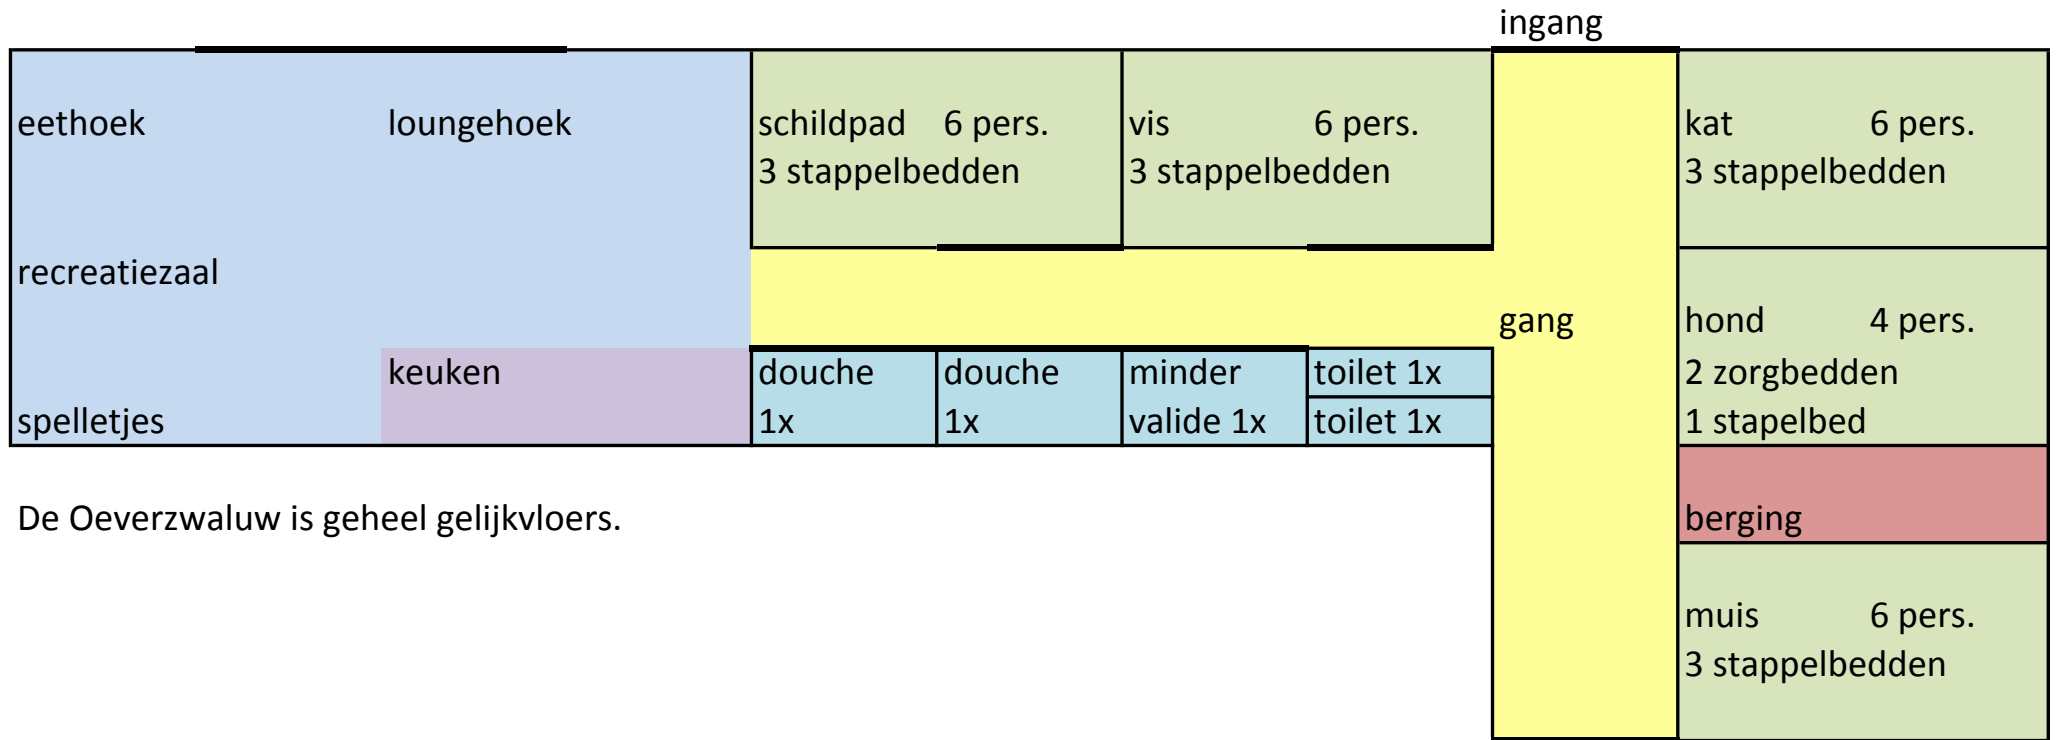 ingang
eethoek loungehoek schildpad 6 pers. vis 6 pers. kat 6 pers.
3 stappelbedden 3 stappelbedden 3 stappelbedden
recreatiezaal
gang hond 4 pers.
keuken douche douche minder toilet 1x 2 zorgbedden
spelletjes 1x 1x valide 1x toilet 1x 1 stapelbed
De Oeverzwaluw is geheel gelijkvloers. berging
muis 6 pers.
3 stappelbedden